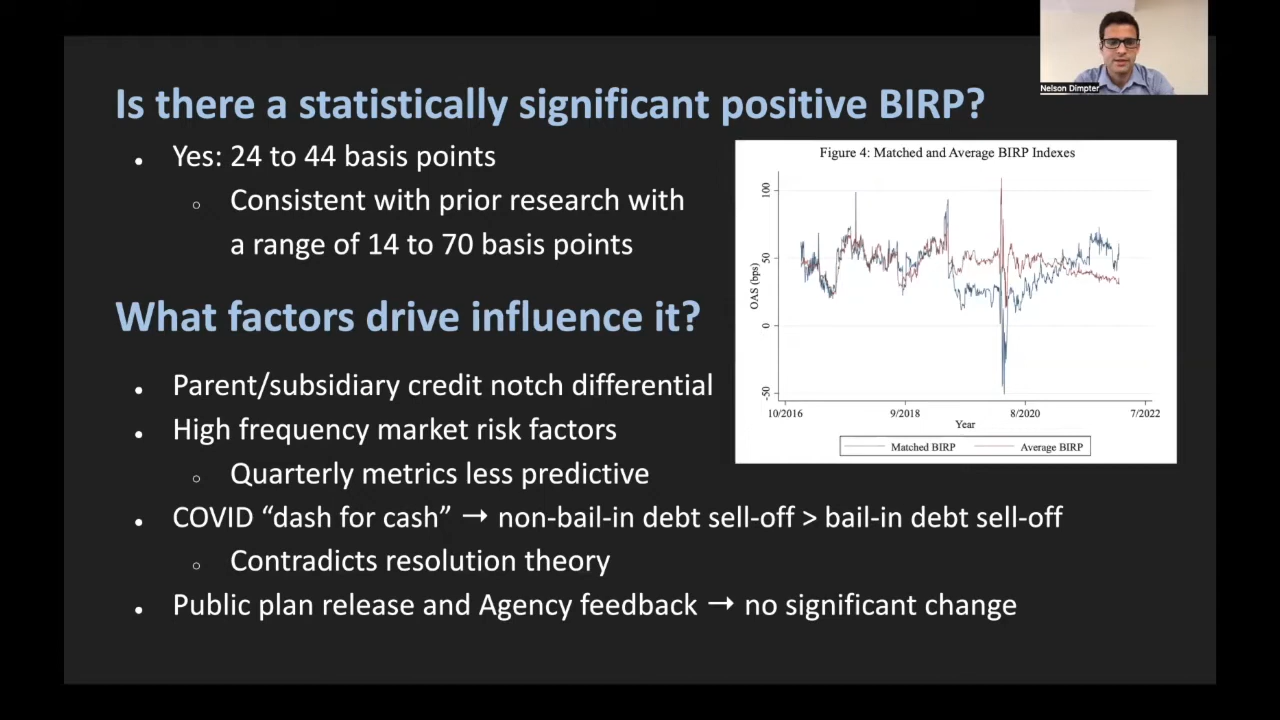 Nelson Dimpter
Is there a statistically significant positive BIRP?
• Yes: 24 to 44 basis points
○ Consistent with prior research with
a range of 14 to 70 basis points
What factors drive influence it?
• Parent/subsidiary credit notch differential
• High frequency market risk factors
○ Quarterly metrics less predictive
• COVID “dash for cash” → non-bail-in debt sell-off > bail-in debt sell-off
○ Contradicts resolution theory
• Public plan release and Agency feedback → no significant change
Figure 4: Matched and Average BIRP Indexes
OAS (bps)
100
50
0
-50
10/2016 9/2018 8/2020 7/2022
Year
Matched BIRP Average BIRP